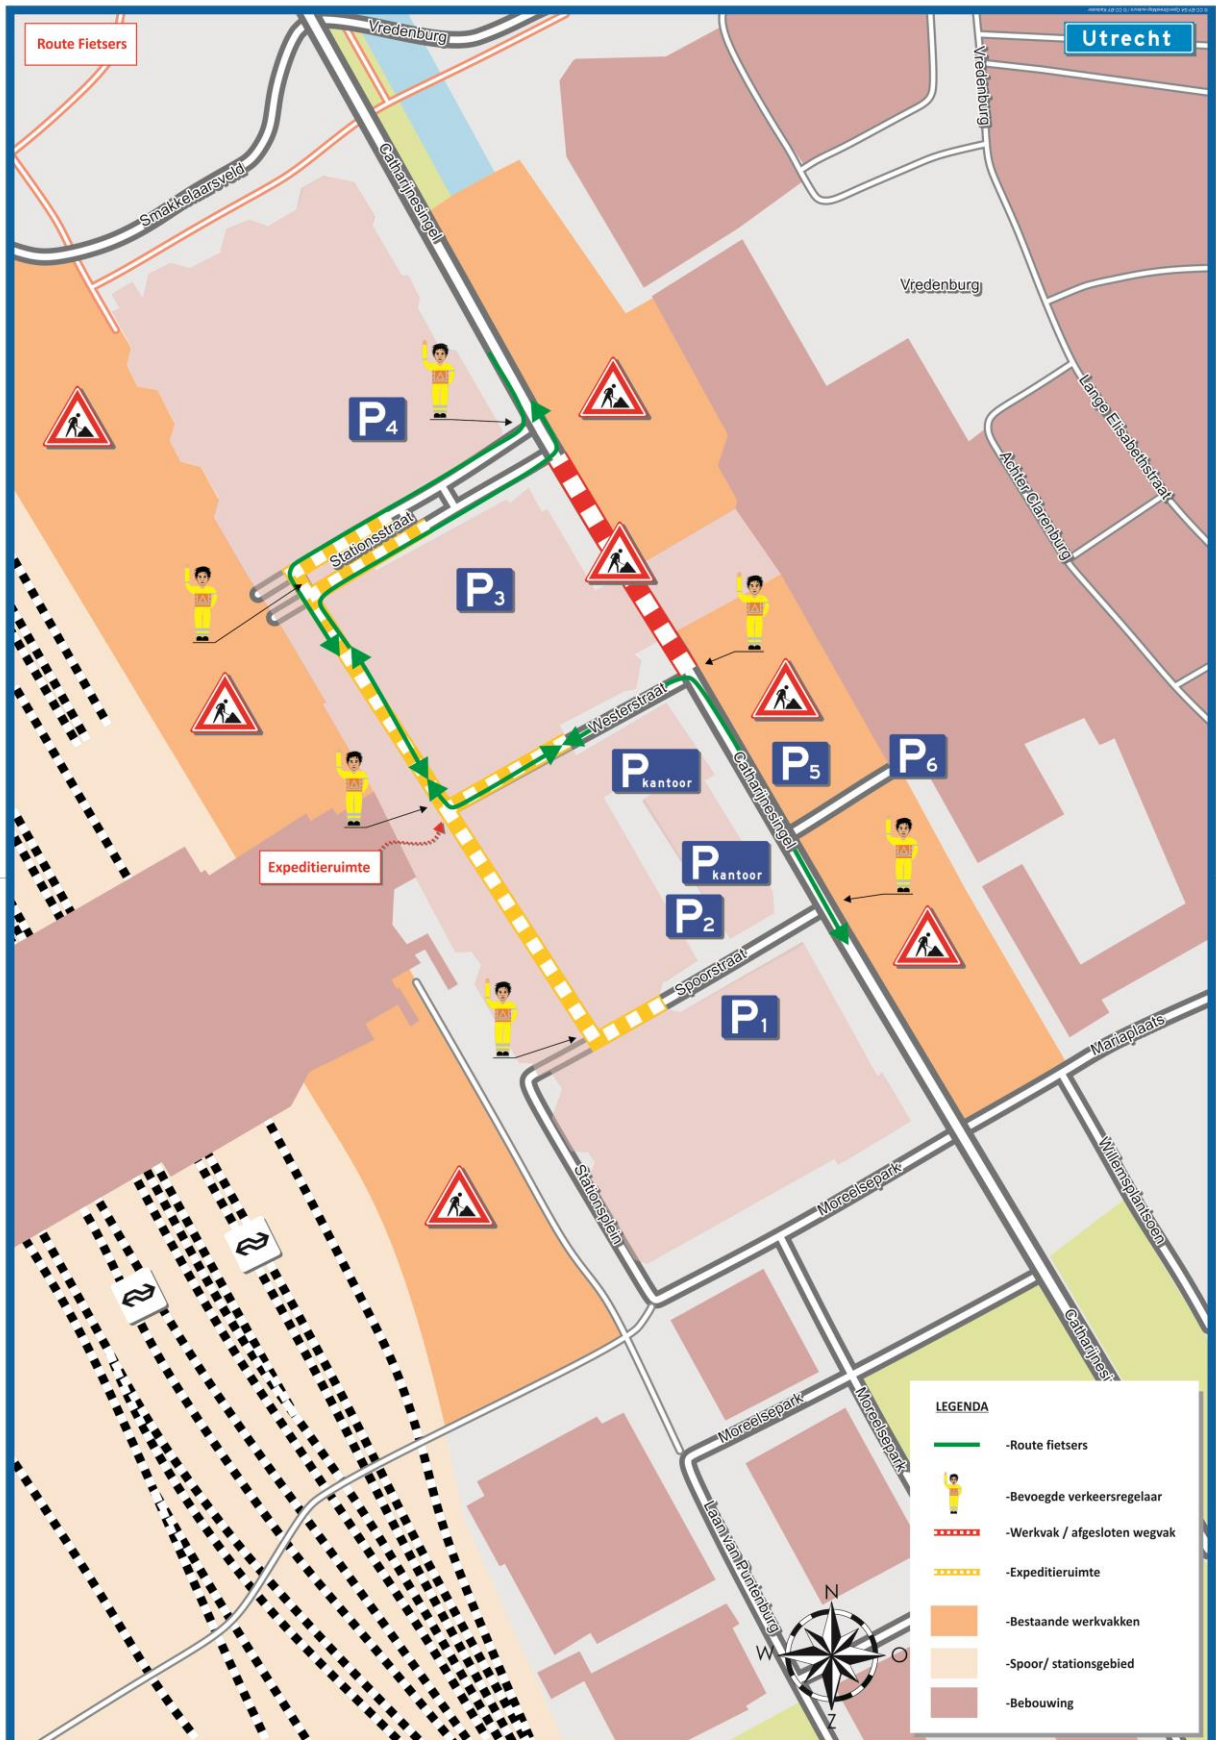 Route Fietsers
Vredenburg
Utrecht
Vredenburg
Catharijnesingel
Smakkelaarsveld
Vredenburg
Lange Elisabethstraat
P4
Achter Clarenburg
Stationsstraat
P3
Westerstraat
P kantoor
Catharijnesingel
P5
P6
Expeditieruimte
P kantoor
P2
Spoorstraat
P1
Mariaplaats
Stationsplein
Moreelsepark
Willemsplantsoen
Catharijnesi
Moreelsepark
Moreelsepark
Laan van Puntenburg
N
W
O
Z
LEGENDA
-Route fietsers
-Bevoegde verkeersregelaar
-Werkvak / afgesloten wegvak
-Expeditieruimte
-Bestaande werkvakken
-Spoor/ stationsgebied
-Bebouwing